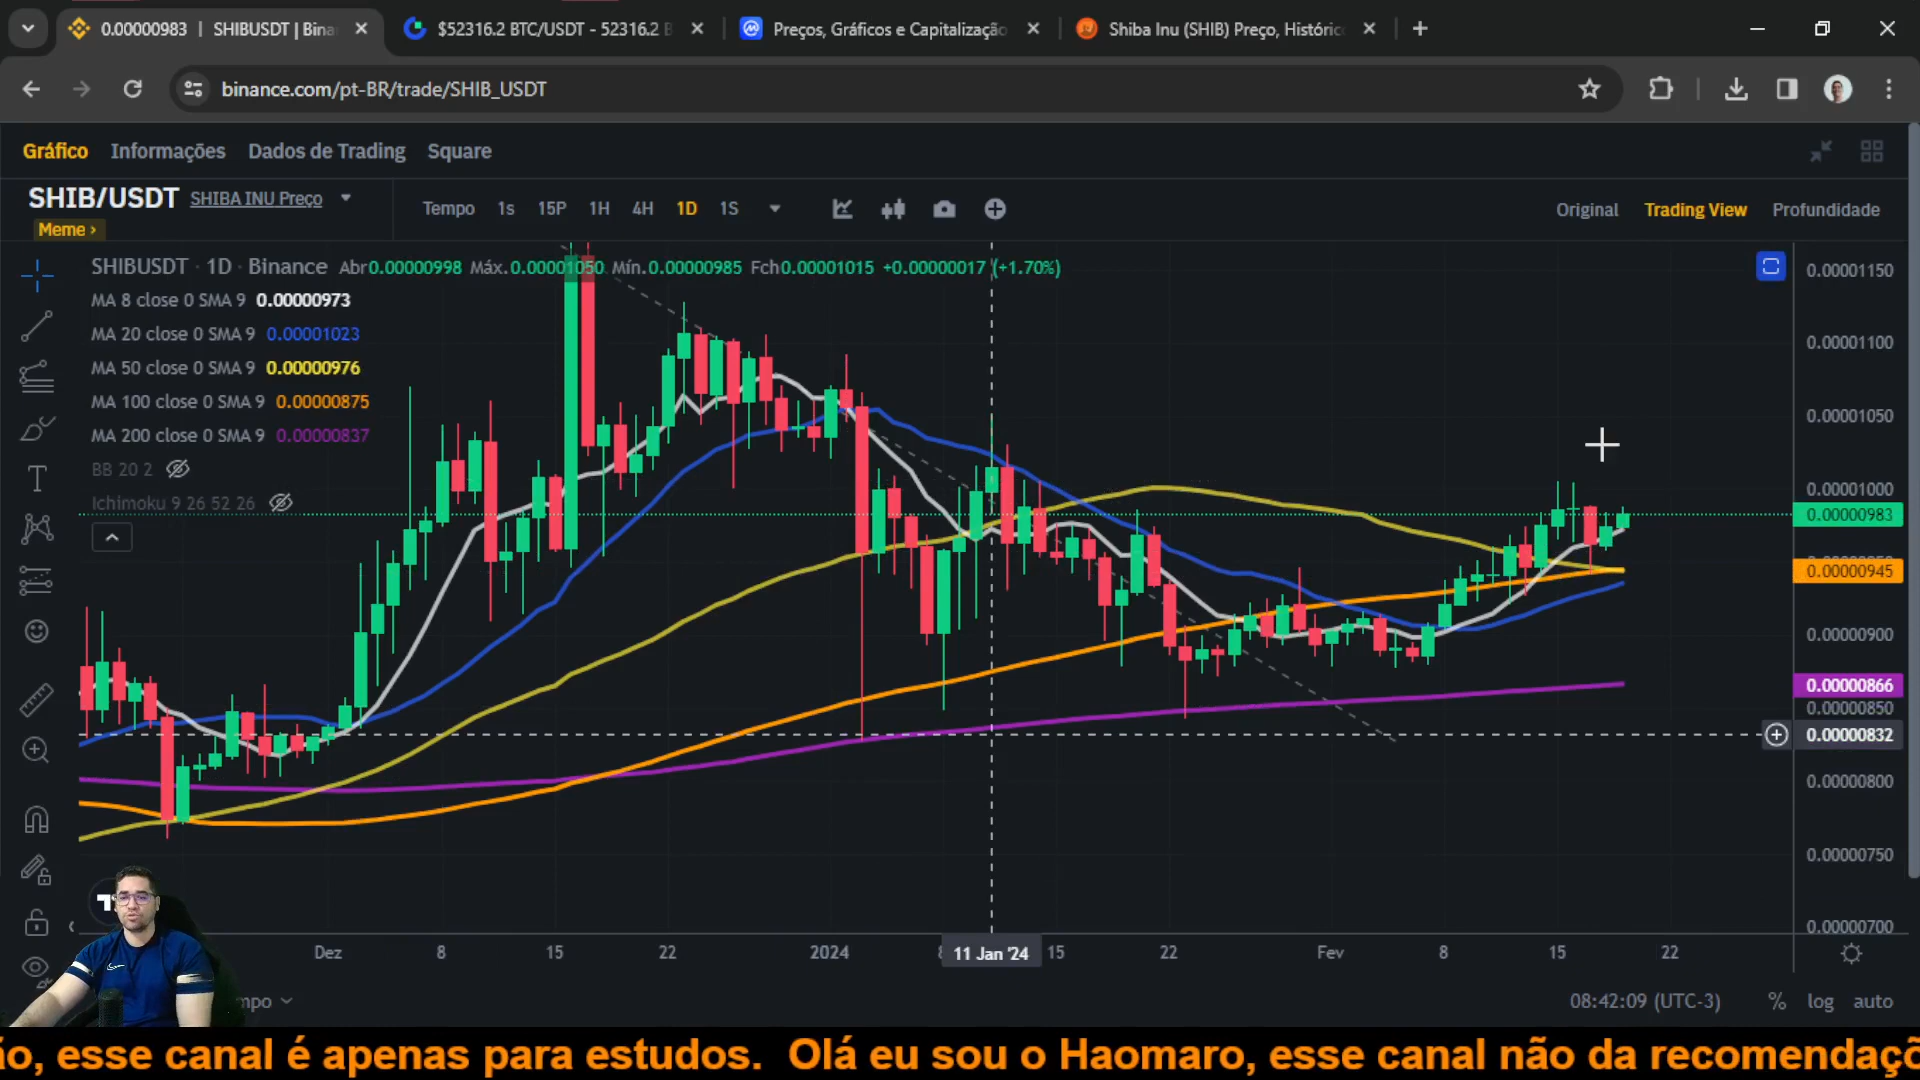 0.00000983 | SHIBUSDT | Bina
$52316.2 BTC/USDT - 52316.2 B
Preços, Gráficos e Capitalização
Shiba Inu (SHIB) Preço, Históric
binance.com/pt-BR/trade/SHIB_USDT
Gráfico Informações Dados de Trading Square
SHIB/USDT SHIBA INU Preço
Meme ›
Tempo 1s 15P 1H 4H 1D 1S
Original Trading View Profundidade
SHIBUSDT · 1D · Binance Abr0.00000998 Máx.0.00001050 Mín.0.00000985 Fch0.00001015 +0.00000017 (+1.70%)
MA 8 close 0 SMA 9 0.00000973
MA 20 close 0 SMA 9 0.00001023
MA 50 close 0 SMA 9 0.00000976
MA 100 close 0 SMA 9 0.00000875
MA 200 close 0 SMA 9 0.00000837
BB 20 2
Ichimoku 9 26 52 26
0.00001150
0.00001100
0.00001050
0.00001000
0.00000983
0.00000945
0.00000900
0.00000866
0.00000850
0.00000832
0.00000800
0.00000750
0.00000700
Dez 8 15 22 2024 11 Jan '24 15 22 Fev 8 15 22
mpo
08:42:09 (UTC-3) % log auto
ão, esse canal é apenas para estudos. Olá eu sou o Haomaro, esse canal não da recomendaçõ